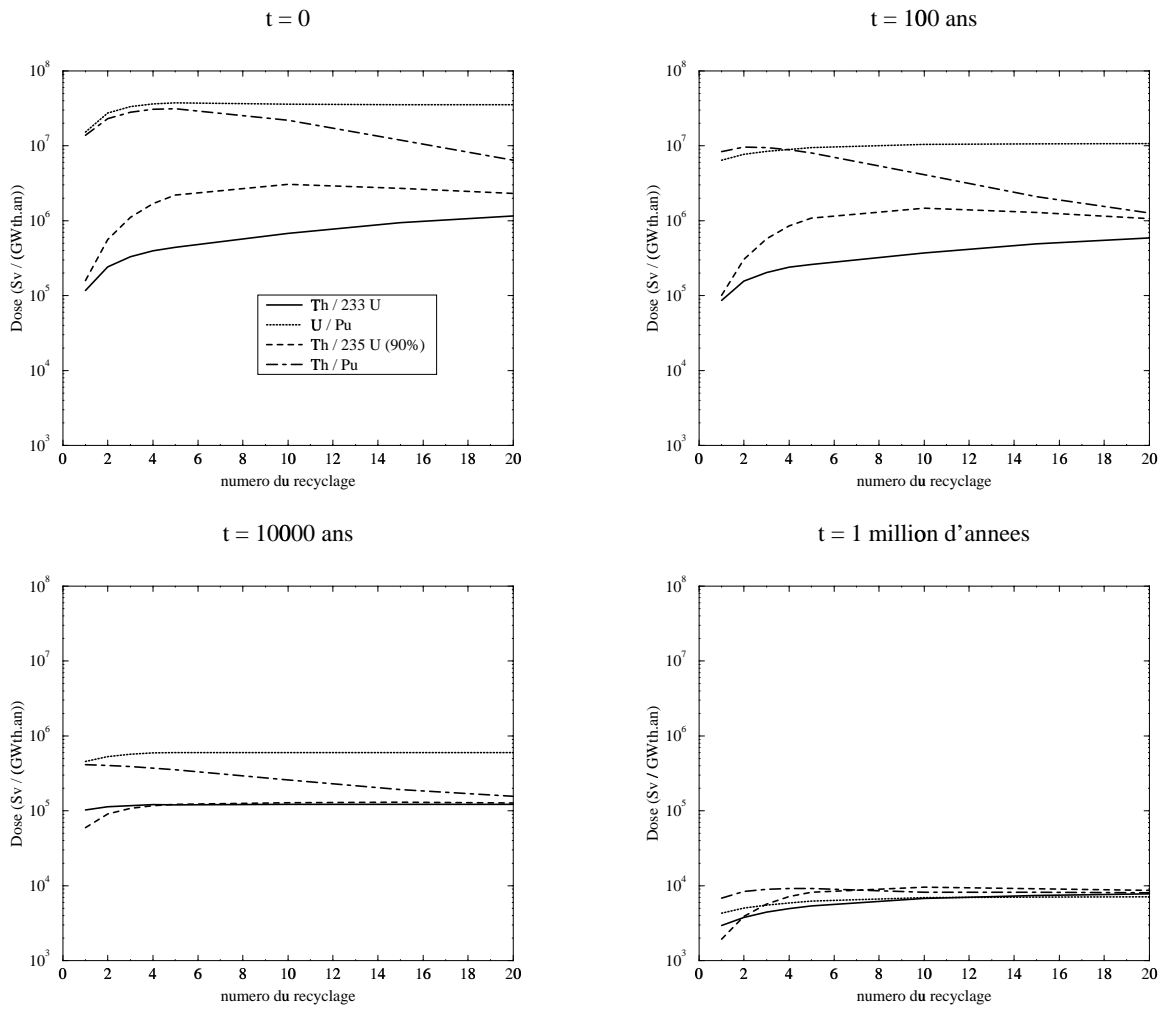 t = 0
10^8
10^7
10^6
10^5
10^4
10^3
Dose (Sv / (GWth.an))
Th / 233 U
U / Pu
Th / 235 U (90%)
Th / Pu
0 2 4 6 8 10 12 14 16 18 20
numero du recyclage
t = 100 ans
10^8
10^7
10^6
10^5
10^4
10^3
Dose (Sv / (GWth.an))
0 2 4 6 8 10 12 14 16 18 20
numero du recyclage
t = 10000 ans
10^8
10^7
10^6
10^5
10^4
10^3
Dose (Sv / (GWth.an))
0 2 4 6 8 10 12 14 16 18 20
numero du recyclage
t = 1 million d'annees
10^8
10^7
10^6
10^5
10^4
10^3
Dose (Sv / GWth.an)
0 2 4 6 8 10 12 14 16 18 20
numero du recyclage